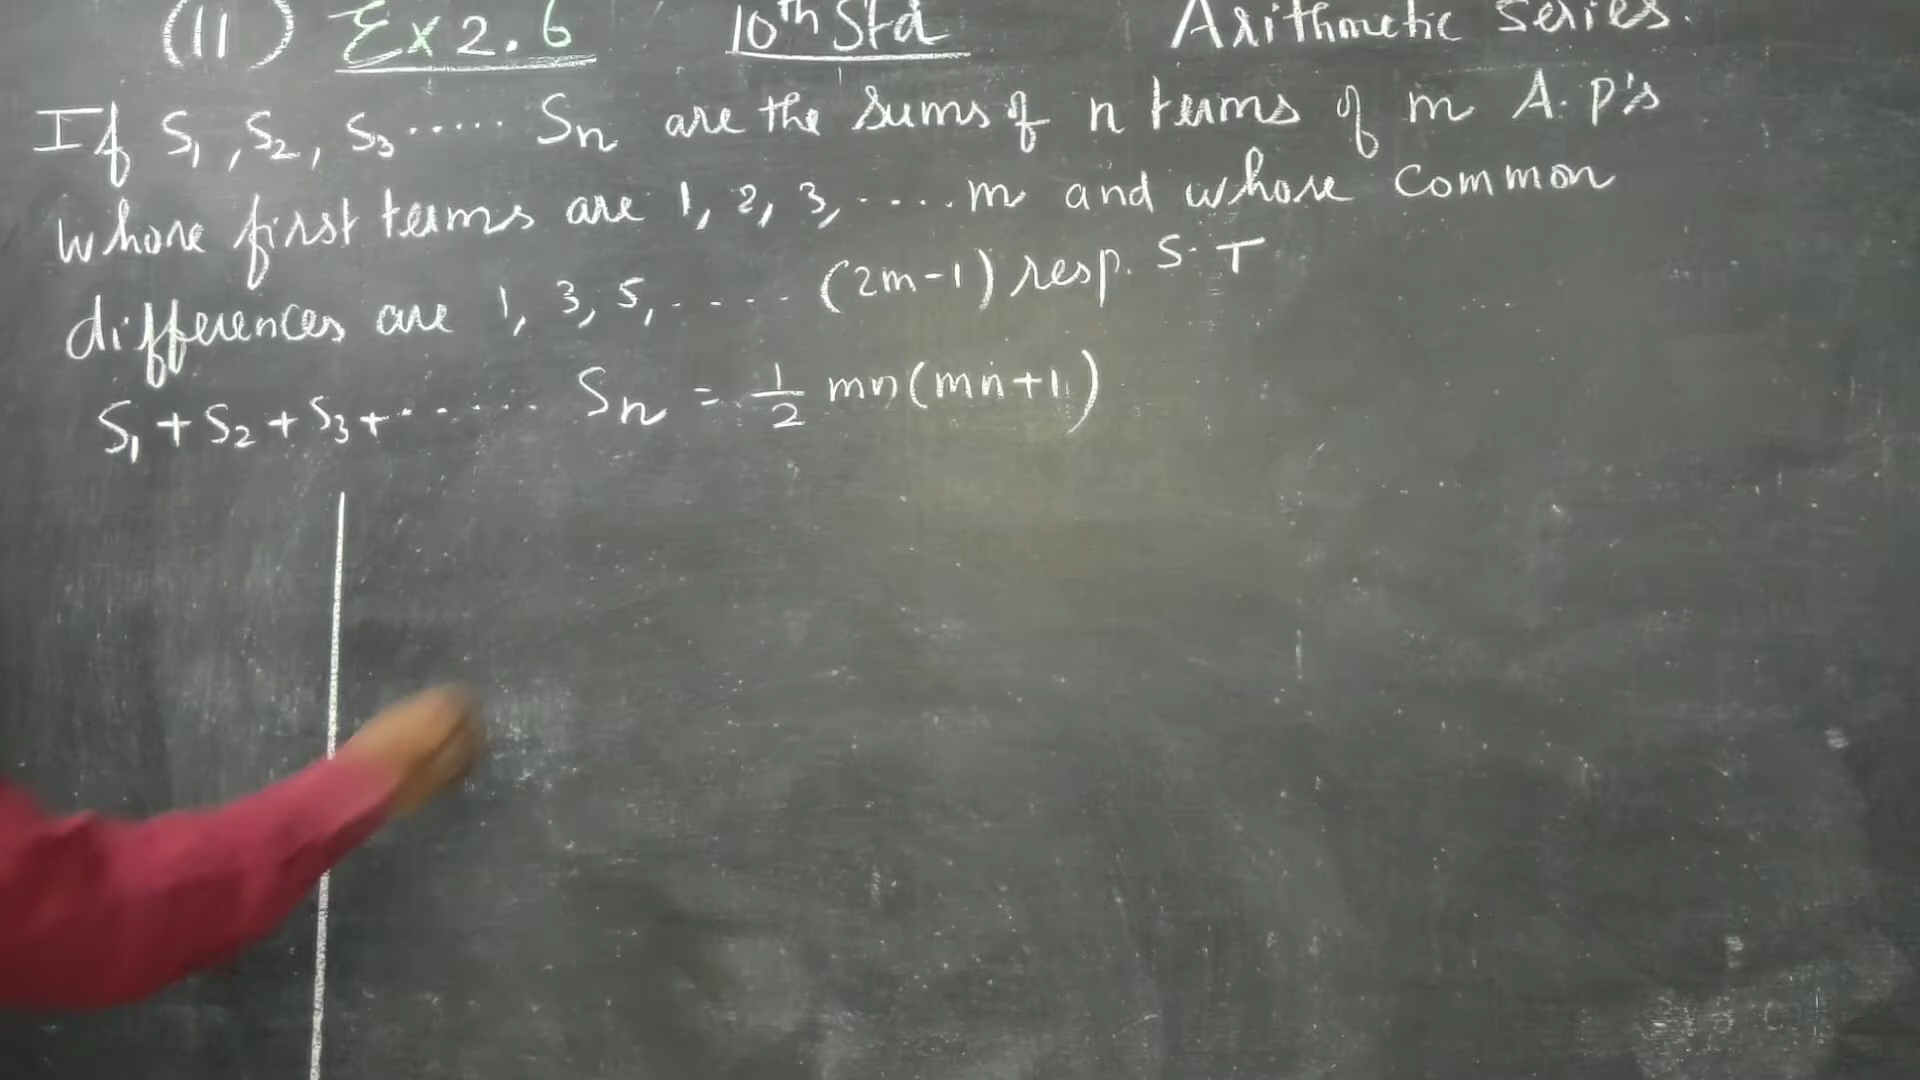 (11) Ex 2.6 10th Std Arithmetic Series.
If S₁, S₂, S₃ ..... Sn are the sums of n terms of m A.P's
whose first terms are 1, 2, 3, .... m and whose common
differences are 1, 3, 5, ..... (2m-1) resp. S.T
S₁ + S₂ + S₃ + ...... Sn = 1/2 mn(mn+1)